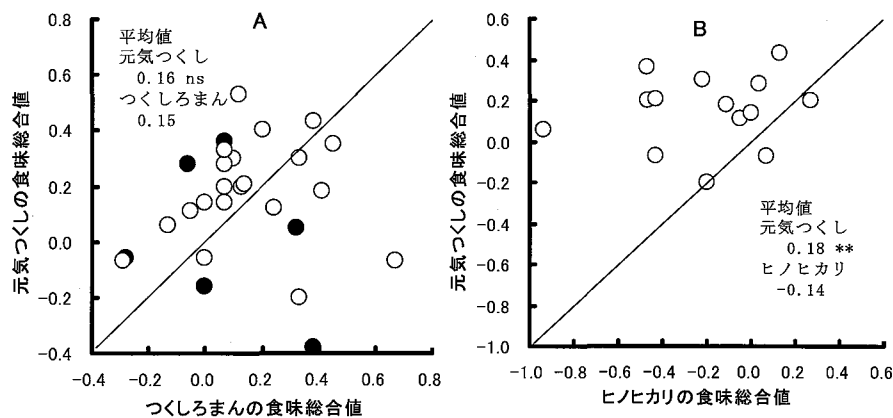 A
平均値
元気つくし
0.16 ns
つくしろまん
0.15
元気つくしの食味総合値
0.8
0.6
0.4
0.2
0.0
-0.2
-0.4
-0.4 -0.2 0.0 0.2 0.4 0.6 0.8
つくしろまんの食味総合値
B
平均値
元気つくし
0.18 **
ヒノヒカリ
-0.14
元気つくしの食味総合値
0.6
0.4
0.2
0.0
-0.2
-0.4
-0.6
-0.8
-1.0
-1.0 -0.8 -0.6 -0.4 -0.2 0.0 0.2 0.4 0.6
ヒノヒカリの食味総合値